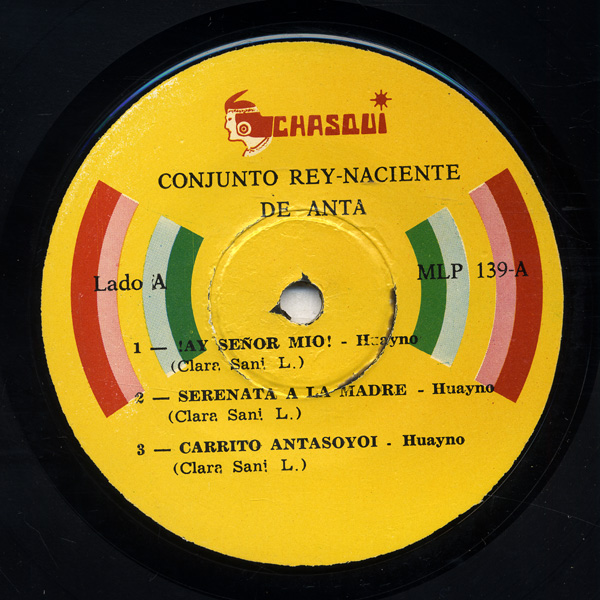 CHASQUI
CONJUNTO REY-NACIENTE
DE ANTA
Lado A
MLP 139-A
1 — !AY SEÑOR MIO! - Huayno
(Clara Sani L.)
2 — SERENATA A LA MADRE - Huayno
(Clara Sani L.)
3 — CARRITO ANTASOYOI - Huayno
(Clara Sani L.)